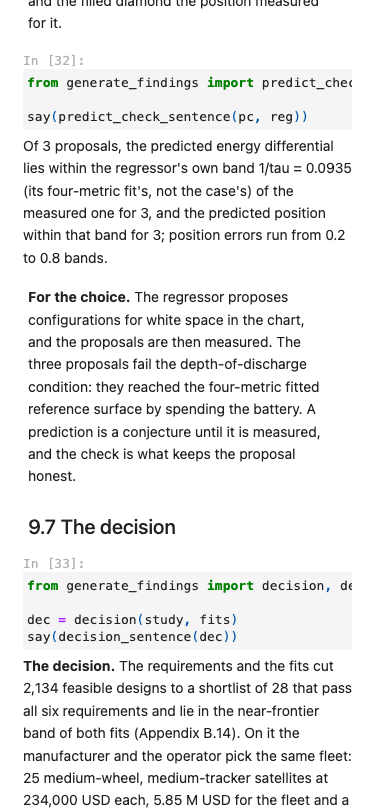 and the filled diamond the position measured
for it.
In [32]:
from generate_findings import predict_chec
say(predict_check_sentence(pc, reg))
Of 3 proposals, the predicted energy differential
lies within the regressor's own band 1/tau = 0.0935
(its four-metric fit's, not the case's) of the
measured one for 3, and the predicted position
within that band for 3; position errors run from 0.2
to 0.8 bands.
For the choice. The regressor proposes
configurations for white space in the chart,
and the proposals are then measured. The
three proposals fail the depth-of-discharge
condition: they reached the four-metric fitted
reference surface by spending the battery. A
prediction is a conjecture until it is measured,
and the check is what keeps the proposal
honest.
9.7 The decision
In [33]:
from generate_findings import decision, de
dec = decision(study, fits)
say(decision_sentence(dec))
The decision. The requirements and the fits cut
2,134 feasible designs to a shortlist of 28 that pass
all six requirements and lie in the near-frontier
band of both fits (Appendix B.14). On it the
manufacturer and the operator pick the same fleet:
25 medium-wheel, medium-tracker satellites at
234,000 USD each, 5.85 M USD for the fleet and a